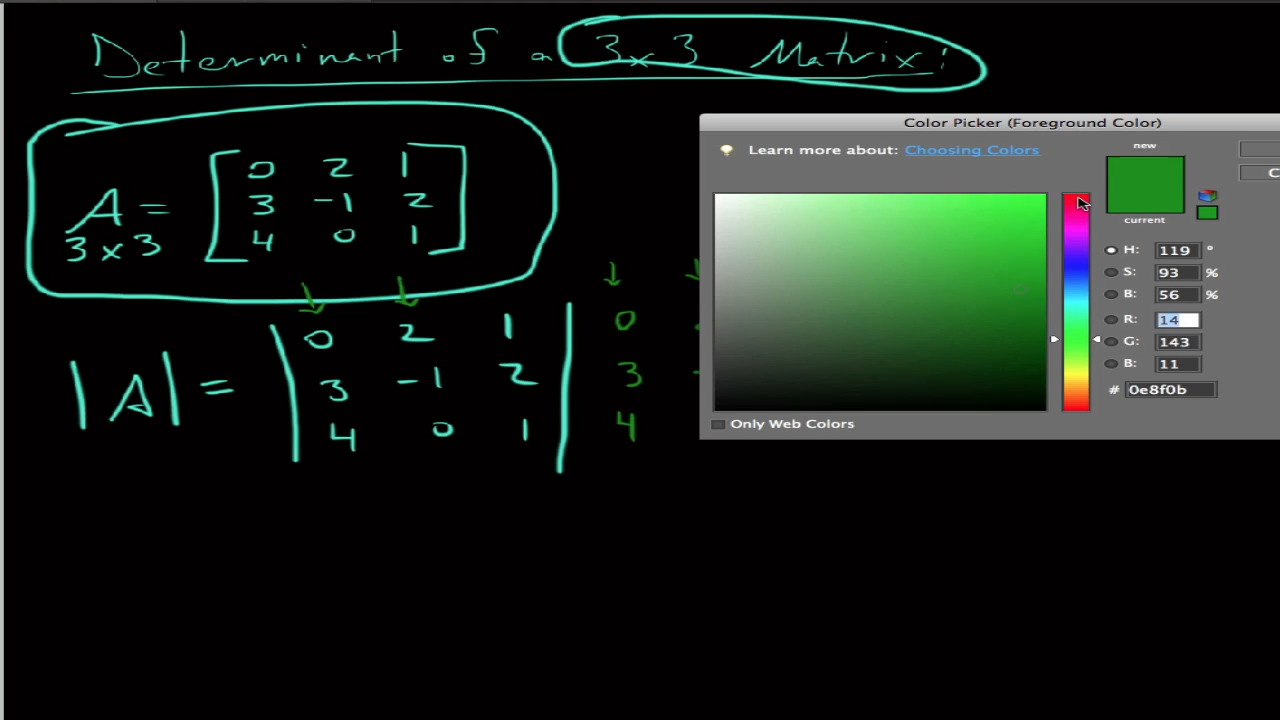 Determinant of a 3x3 Matrix:
A = [ 0 2 1
3 -1 2
4 0 1 ]
3x3
|A| = | 0 2 1 | 0
3 -1 2 3
4 0 1 4
Color Picker (Foreground Color)
Learn more about: Choosing Colors
new
current
H: 119 °
S: 93 %
B: 56 %
R: 14
G: 143
B: 11
# 0e8f0b
Only Web Colors